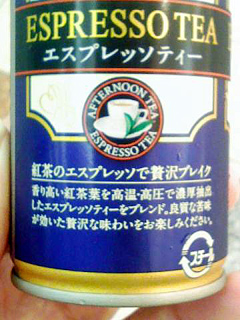 ESPRESSO TEA
エスプレッソティー
AFTERNOON TEA
ESPRESSO TEA
紅茶のエスプレッソで贅沢ブレイク
香り高い紅茶葉を高温・高圧で濃厚抽出
したエスプレッソティーをブレンド。良質な苦味
が効いた贅沢な味わいをお楽しみください。
スチール